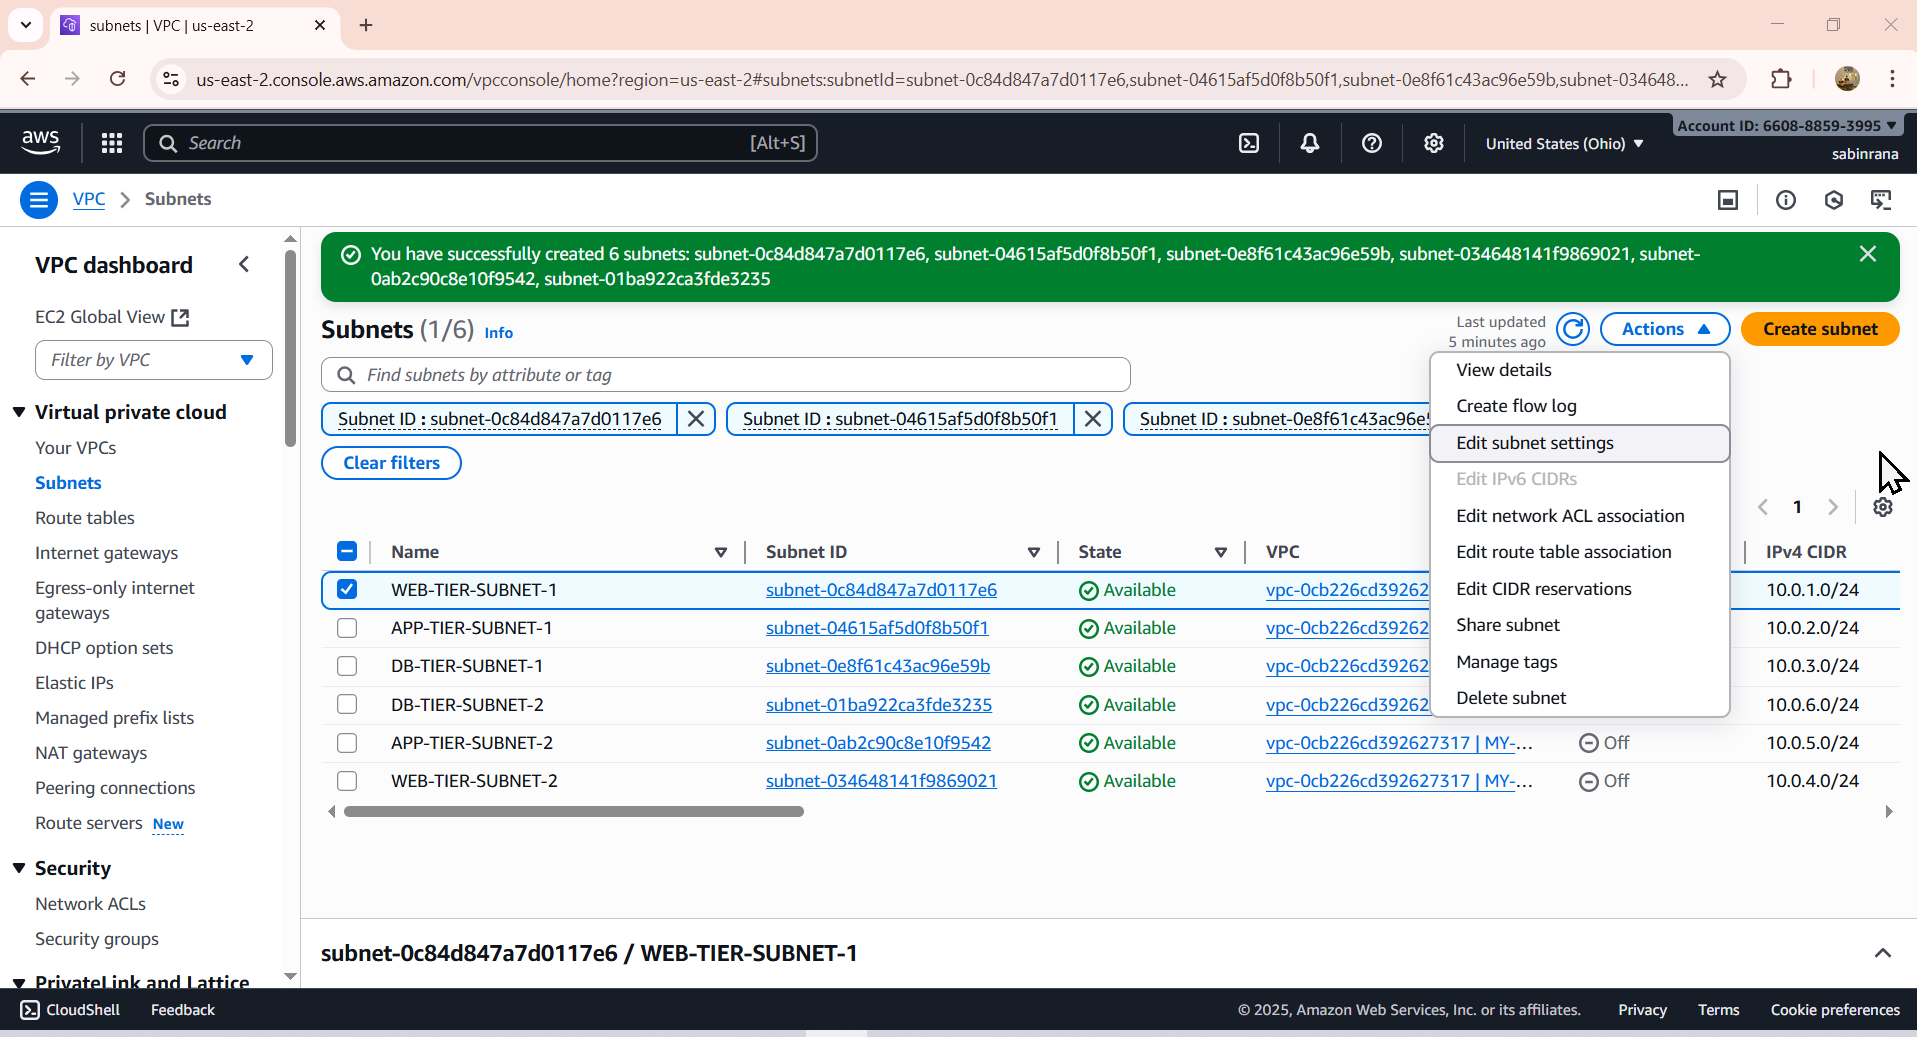 subnets | VPC | us-east-2
us-east-2.console.aws.amazon.com/vpcconsole/home?region=us-east-2#subnets:subnetId=subnet-0c84d847a7d0117e6,subnet-04615af5d0f8b50f1,subnet-0e8f61c43ac96e59b,subnet-034648...
aws
Search
[Alt+S]
United States (Ohio)
Account ID: 6608-8859-3995
sabinrana
VPC
Subnets
VPC dashboard
EC2 Global View
Filter by VPC
Virtual private cloud
Your VPCs
Subnets
Route tables
Internet gateways
Egress-only internet
gateways
DHCP option sets
Elastic IPs
Managed prefix lists
NAT gateways
Peering connections
Route servers New
Security
Network ACLs
Security groups
PrivateLink and Lattice
You have successfully created 6 subnets: subnet-0c84d847a7d0117e6, subnet-04615af5d0f8b50f1, subnet-0e8f61c43ac96e59b, subnet-034648141f9869021, subnet-
0ab2c90c8e10f9542, subnet-01ba922ca3fde3235
Subnets (1/6) Info
Last updated
5 minutes ago
Actions
Create subnet
Find subnets by attribute or tag
Subnet ID : subnet-0c84d847a7d0117e6
Subnet ID : subnet-04615af5d0f8b50f1
Subnet ID : subnet-0e8f61c43ac96e
Clear filters
View details
Create flow log
Edit subnet settings
Edit IPv6 CIDRs
Edit network ACL association
Edit route table association
Edit CIDR reservations
Share subnet
Manage tags
Delete subnet
1
Name Subnet ID State VPC IPv4 CIDR
WEB-TIER-SUBNET-1 subnet-0c84d847a7d0117e6 Available vpc-0cb226cd39262 10.0.1.0/24
APP-TIER-SUBNET-1 subnet-04615af5d0f8b50f1 Available vpc-0cb226cd39262 10.0.2.0/24
DB-TIER-SUBNET-1 subnet-0e8f61c43ac96e59b Available vpc-0cb226cd39262 10.0.3.0/24
DB-TIER-SUBNET-2 subnet-01ba922ca3fde3235 Available vpc-0cb226cd39262 10.0.6.0/24
APP-TIER-SUBNET-2 subnet-0ab2c90c8e10f9542 Available vpc-0cb226cd392627317 | MY-... Off 10.0.5.0/24
WEB-TIER-SUBNET-2 subnet-034648141f9869021 Available vpc-0cb226cd392627317 | MY-... Off 10.0.4.0/24
subnet-0c84d847a7d0117e6 / WEB-TIER-SUBNET-1
CloudShell
Feedback
© 2025, Amazon Web Services, Inc. or its affiliates.
Privacy
Terms
Cookie preferences